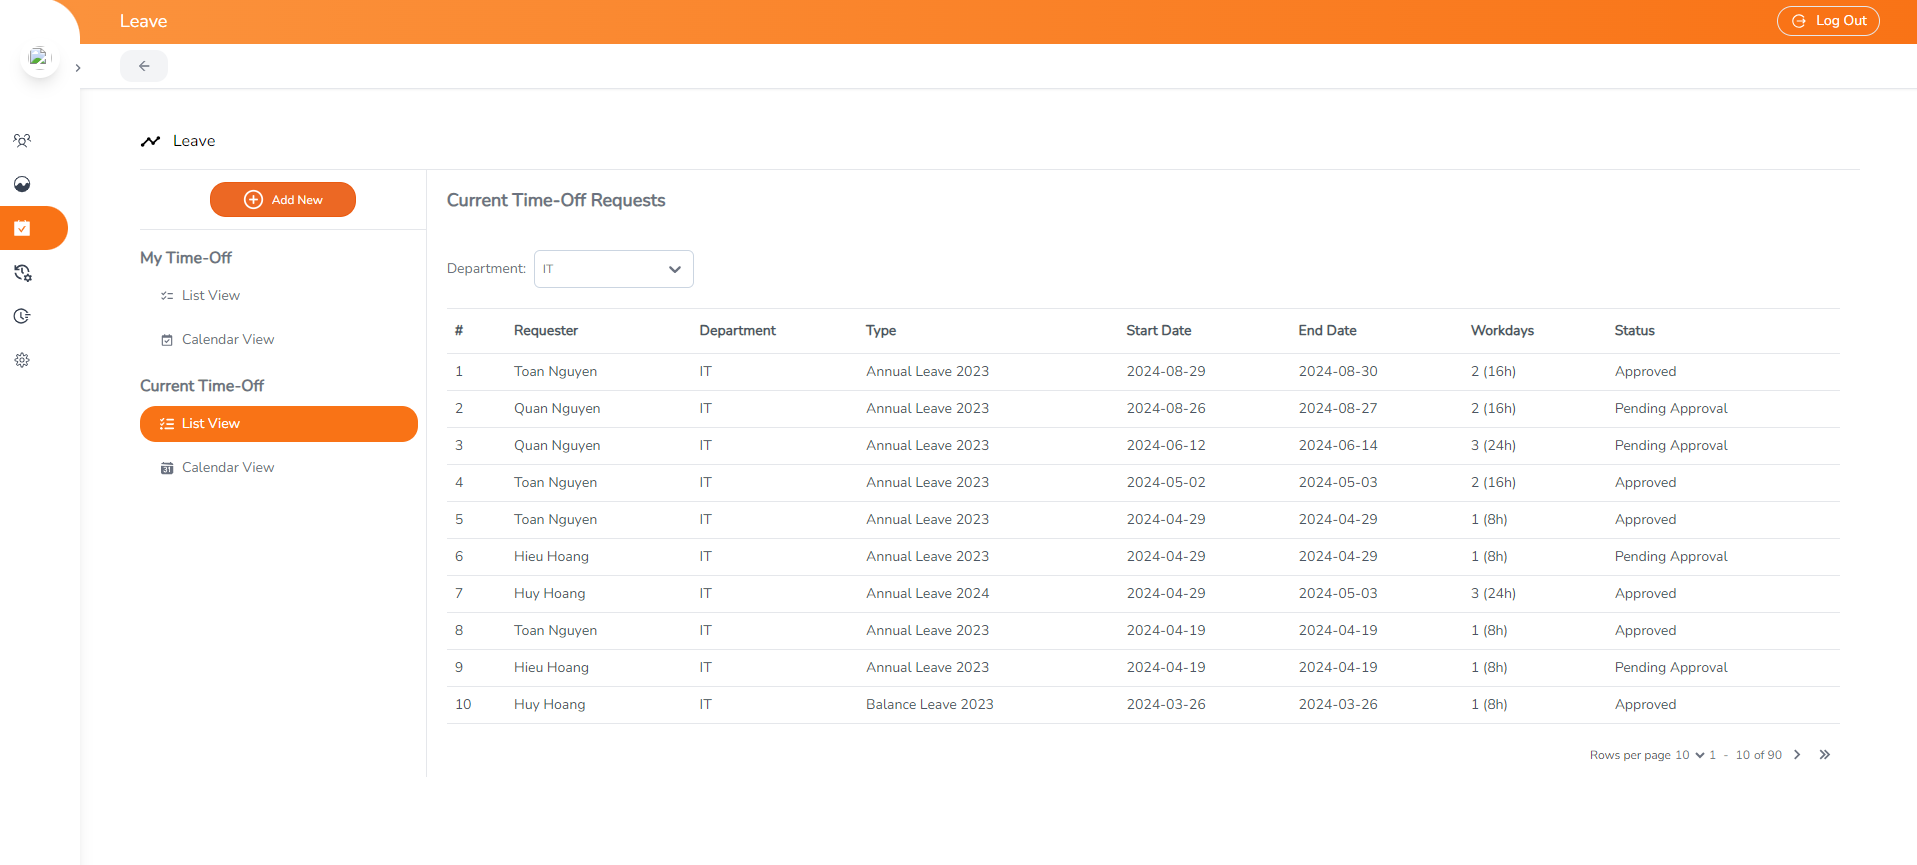 Leave
Log Out
Leave
Add New
My Time-Off
List View
Calendar View
Current Time-Off
List View
Calendar View
Current Time-Off Requests
Department: IT
# Requester Department Type Start Date End Date Workdays Status
1 Toan Nguyen IT Annual Leave 2023 2024-08-29 2024-08-30 2 (16h) Approved
2 Quan Nguyen IT Annual Leave 2023 2024-08-26 2024-08-27 2 (16h) Pending Approval
3 Quan Nguyen IT Annual Leave 2023 2024-06-12 2024-06-14 3 (24h) Pending Approval
4 Toan Nguyen IT Annual Leave 2023 2024-05-02 2024-05-03 2 (16h) Approved
5 Toan Nguyen IT Annual Leave 2023 2024-04-29 2024-04-29 1 (8h) Approved
6 Hieu Hoang IT Annual Leave 2023 2024-04-29 2024-04-29 1 (8h) Pending Approval
7 Huy Hoang IT Annual Leave 2024 2024-04-29 2024-05-03 3 (24h) Approved
8 Toan Nguyen IT Annual Leave 2023 2024-04-19 2024-04-19 1 (8h) Approved
9 Hieu Hoang IT Annual Leave 2023 2024-04-19 2024-04-19 1 (8h) Pending Approval
10 Huy Hoang IT Balance Leave 2023 2024-03-26 2024-03-26 1 (8h) Approved
Rows per page 10 1 - 10 of 90